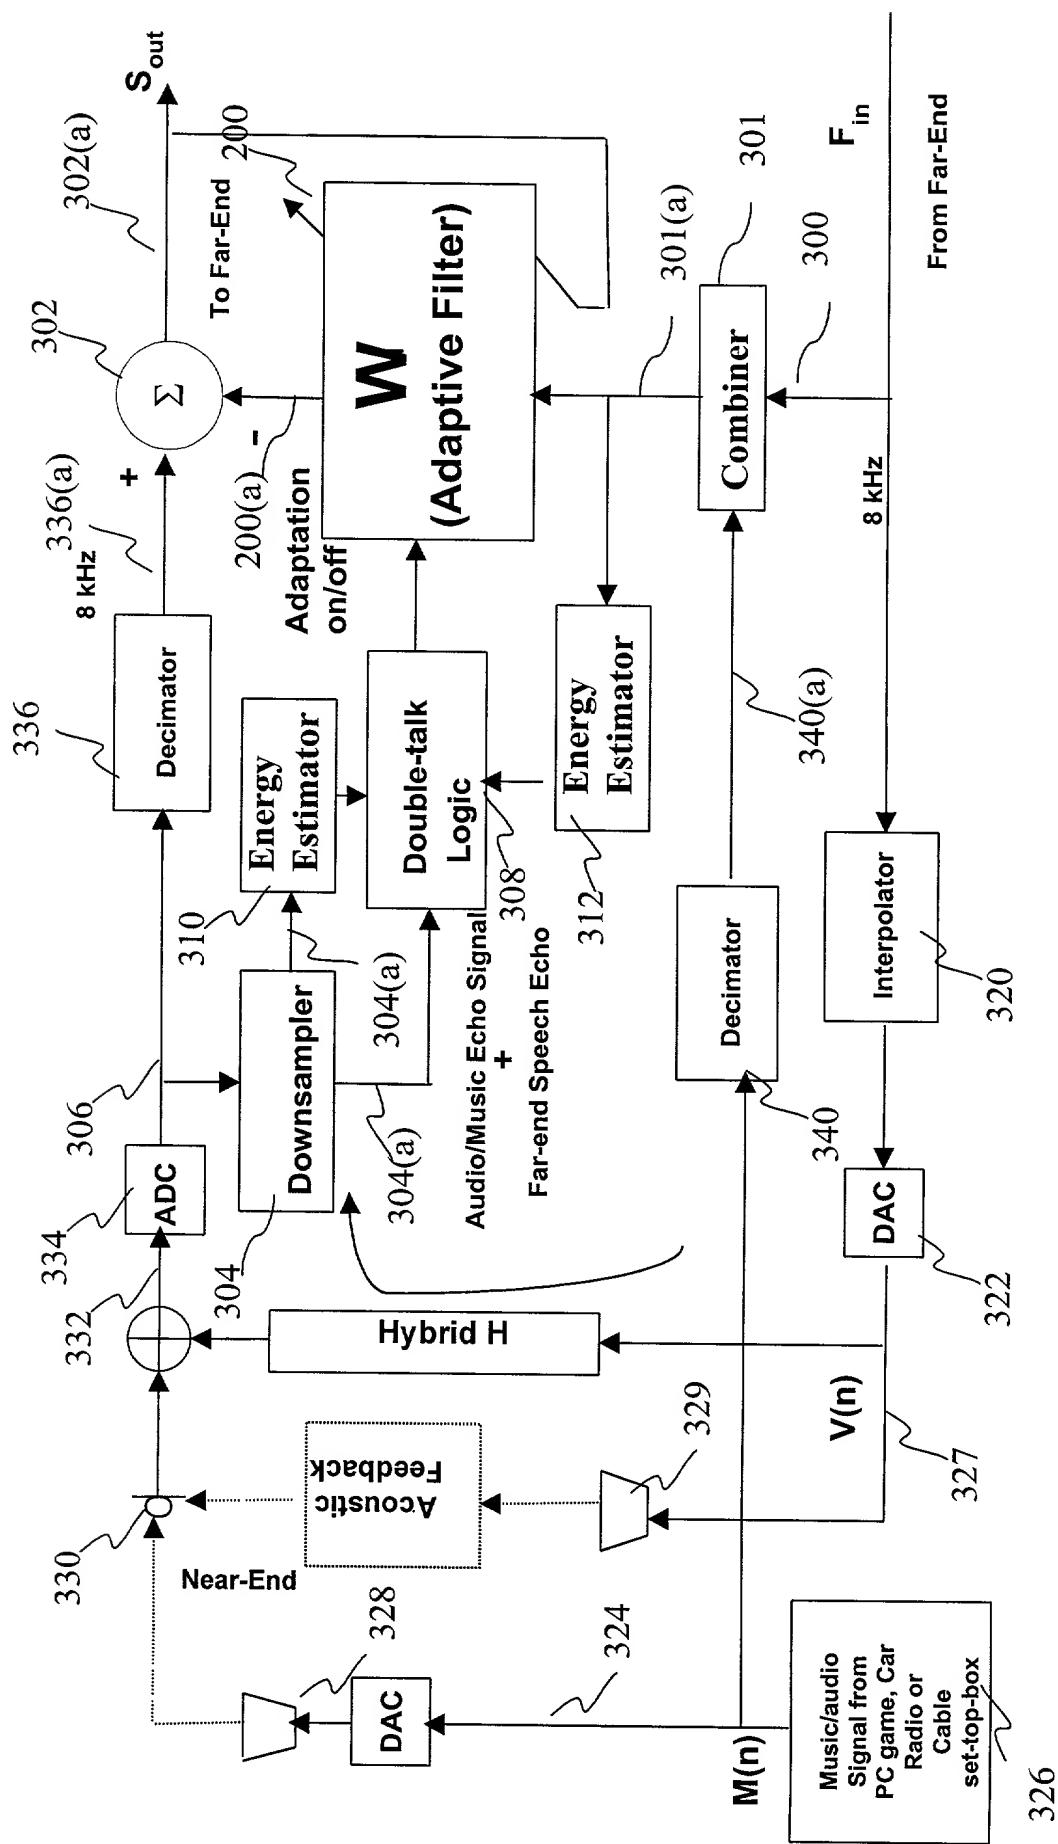 S out
302(a)
302
To Far-End
200
Σ
+
-
336(a)
8 kHz
200(a)
Adaptation
on/off
W
(Adaptive Filter)
301(a)
301
Combiner
300
F in
From Far-End
8 kHz
336
Decimator
310
Energy
Estimator
Double-talk
Logic
308
Energy
Estimator
312
340(a)
306
Downsampler
304(a)
304(a)
304
Audio/Music Echo Signal
+
Far-end Speech Echo
Decimator
340
Interpolator
320
334
ADC
332
DAC
322
Hybrid H
V(n)
327
329
Acoustic
Feedback
330
Near-End
328
DAC
324
M(n)
Music/audio
Signal from
PC game, Car
Radio or
Cable
set-top-box
326